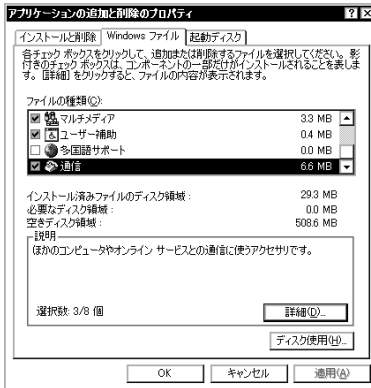 アプリケーションの追加と削除のプロパティ
インストールと削除 Windows ファイル 起動ディスク
各チェック ボックスをクリックして、追加または削除するファイルを選択してください。影
付きのチェック ボックスは、コンポーネントの一部だけがインストールされることを表しま
す。[詳細] をクリックすると、ファイルの内容が表示されます。
ファイルの種類(C):
マルチメディア 3.3 MB
ユーザー補助 0.4 MB
多国語サポート 0.0 MB
通信 6.6 MB
インストール済みファイルのディスク領域 : 29.3 MB
必要なディスク領域 : 0.0 MB
空きディスク領域 : 508.6 MB
説明
ほかのコンピュータやオンライン サービスとの通信に使うアクセサリです。
選択数: 3/8 個 詳細(D)...
ディスク使用(H)...
OK キャンセル 適用(A)